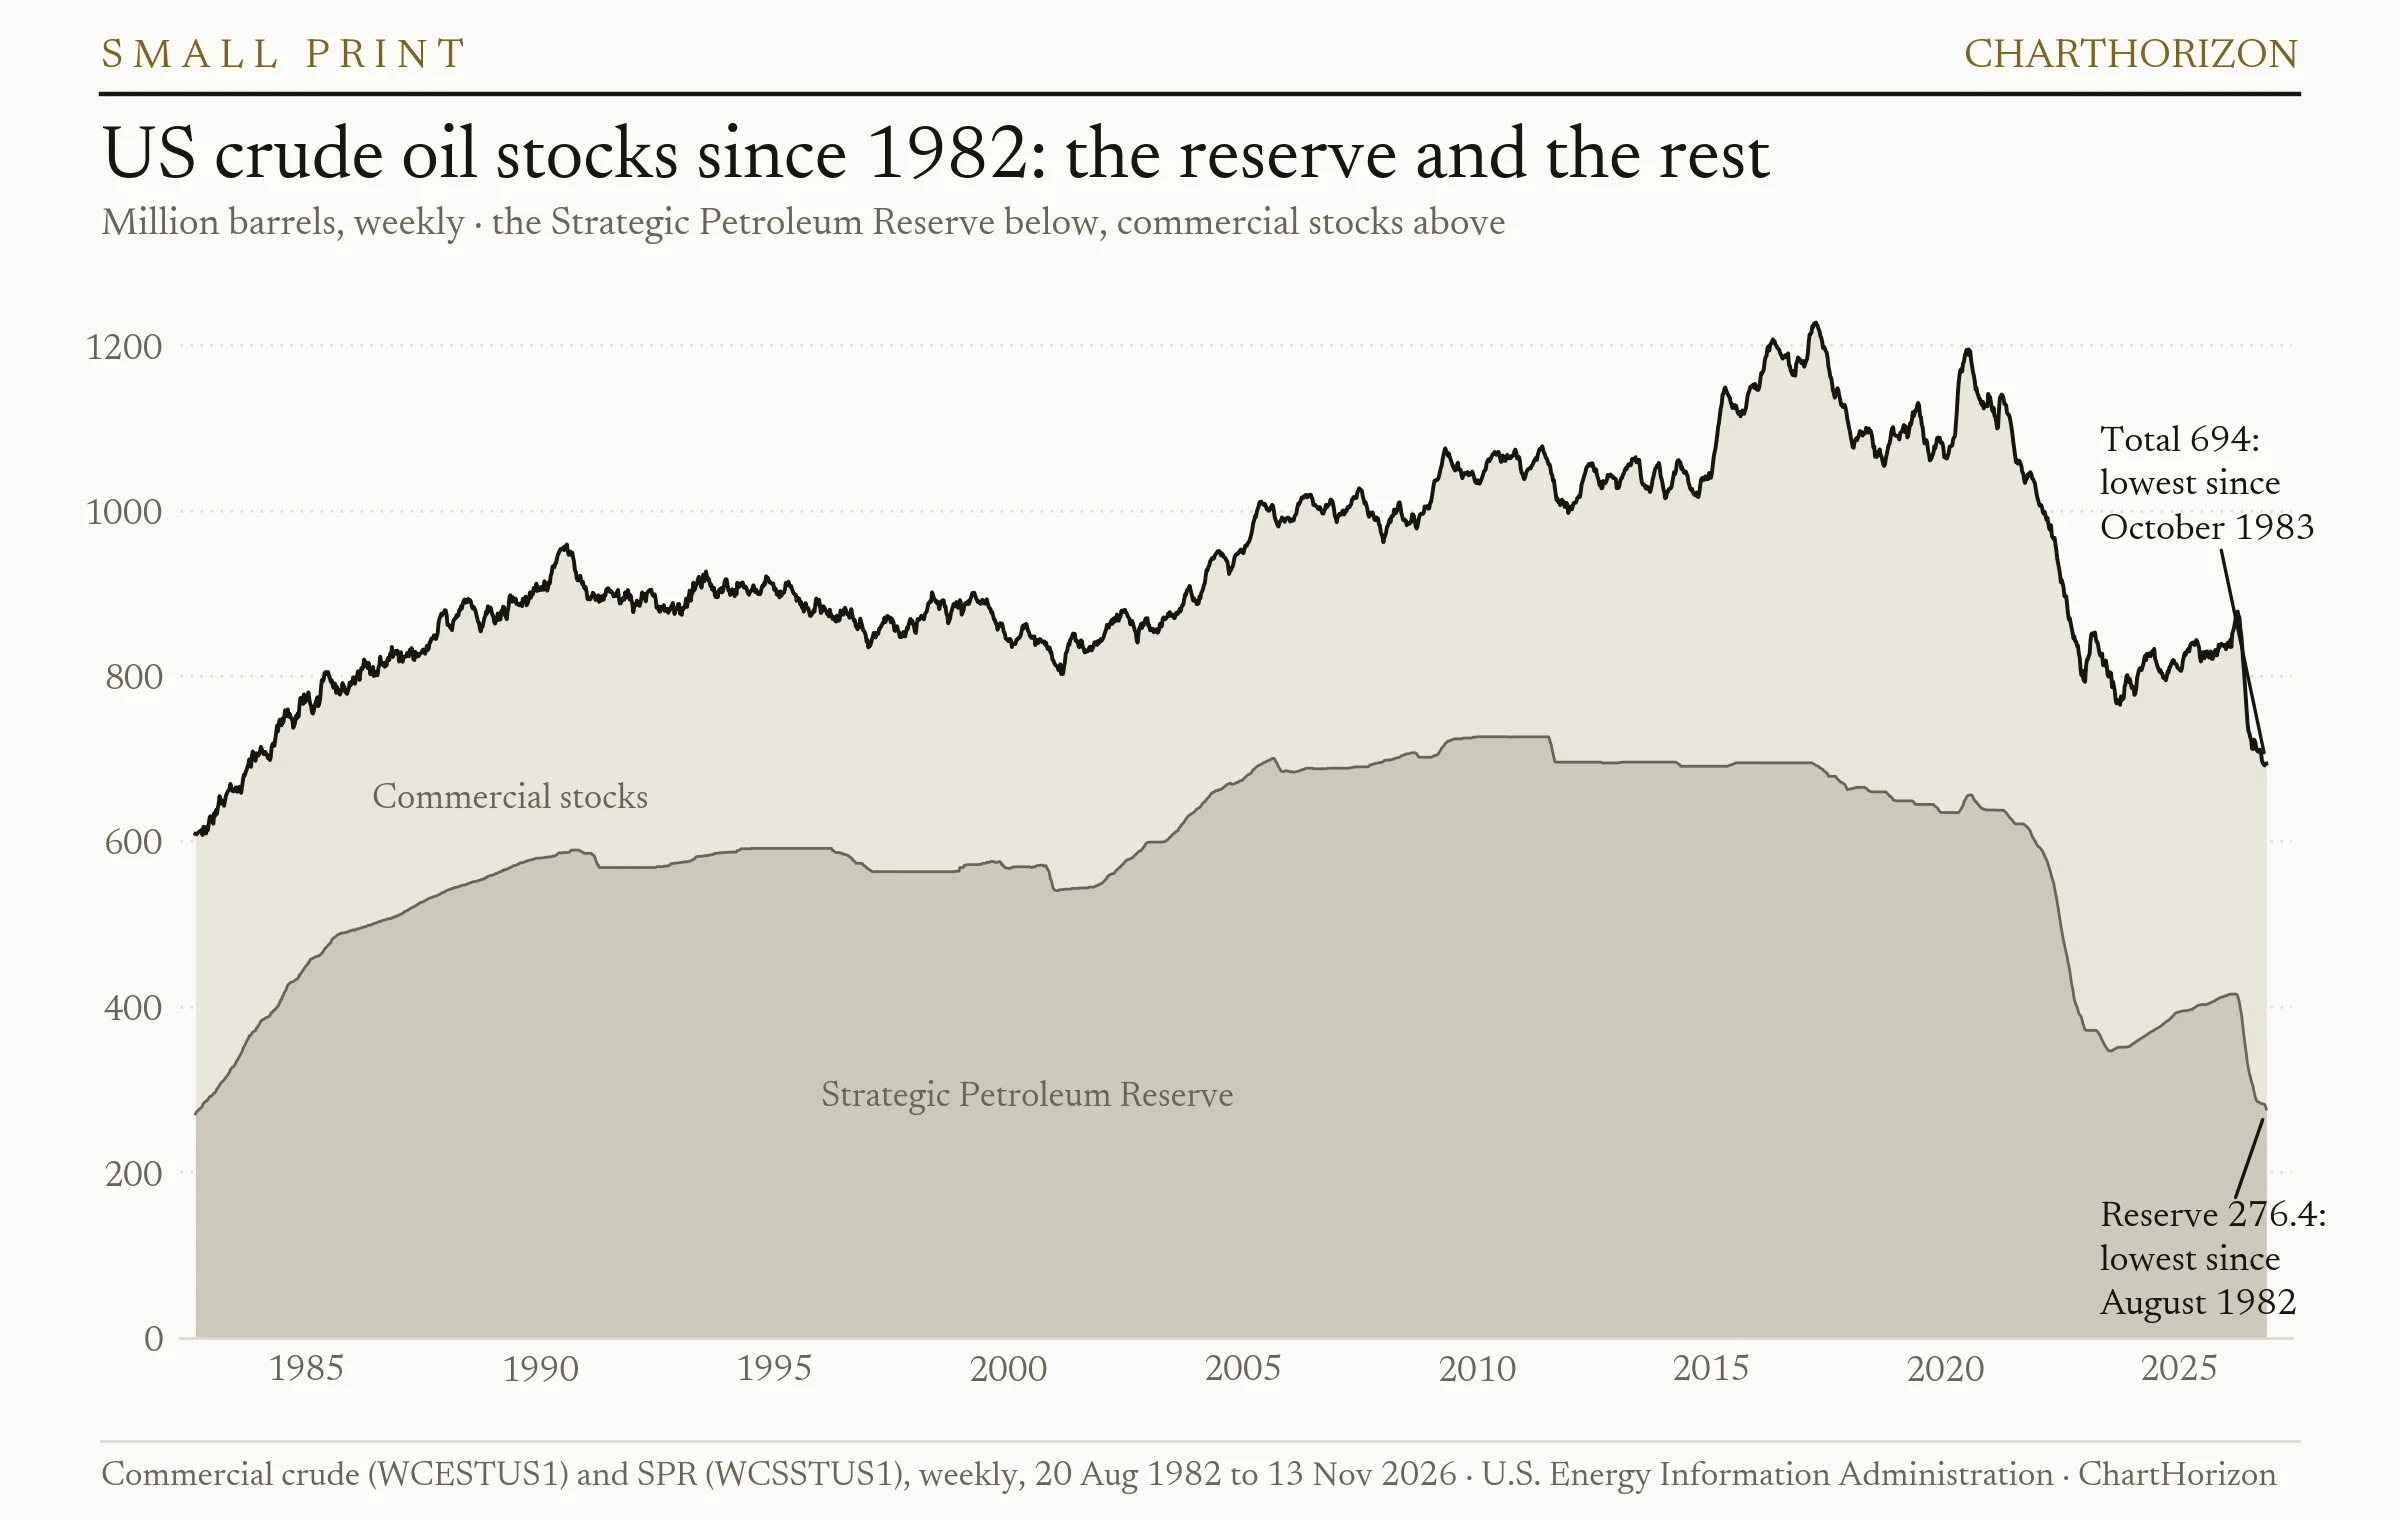 SMALL PRINT
CHARTHORIZON
US crude oil stocks since 1982: the reserve and the rest
Million barrels, weekly · the Strategic Petroleum Reserve below, commercial stocks above
1200
1000
800
600
400
200
0
Total 694:
lowest since
October 1983
Commercial stocks
Strategic Petroleum Reserve
Reserve 276.4:
lowest since
August 1982
1985
1990
1995
2000
2005
2010
2015
2020
2025
Commercial crude (WCESTUS1) and SPR (WCSSTUS1), weekly, 20 Aug 1982 to 13 Nov 2026 · U.S. Energy Information Administration · ChartHorizon